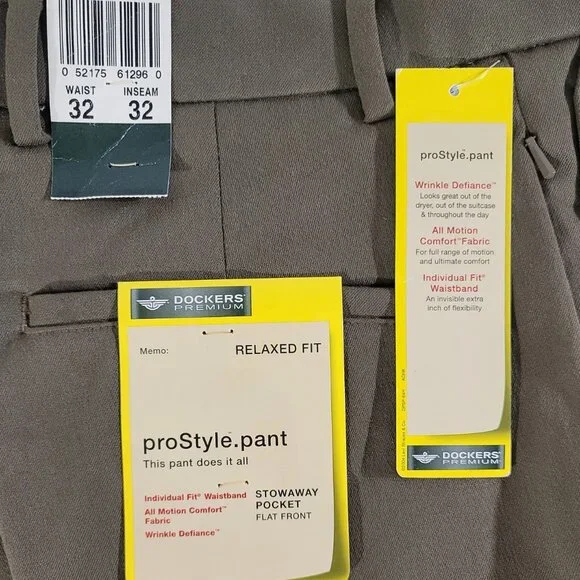 0 52175 61296 0
WAIST INSEAM
32 32
proStyle.pant
Wrinkle Defiance™
Looks great out of the
dryer, out of the suitcase
& throughout the day
All Motion
Comfort™Fabric
For full range of motion
and ultimate comfort
Individual Fit®
Waistband
An invisible extra
inch of flexibility
DOCKERS®
PREMIUM
DOCKERS®
PREMIUM
Memo: RELAXED FIT
proStyle.pant
This pant does it all
Individual Fit® Waistband
All Motion Comfort™
Fabric
Wrinkle Defiance™
STOWAWAY
POCKET
FLAT FRONT